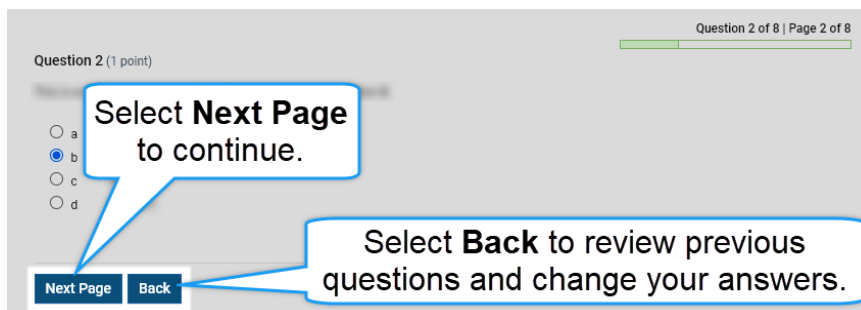 Question 2 of 8 | Page 2 of 8
Question 2 (1 point)
Select Next Page
to continue.
a
b
c
d
Select Back to review previous
questions and change your answers.
Next Page
Back